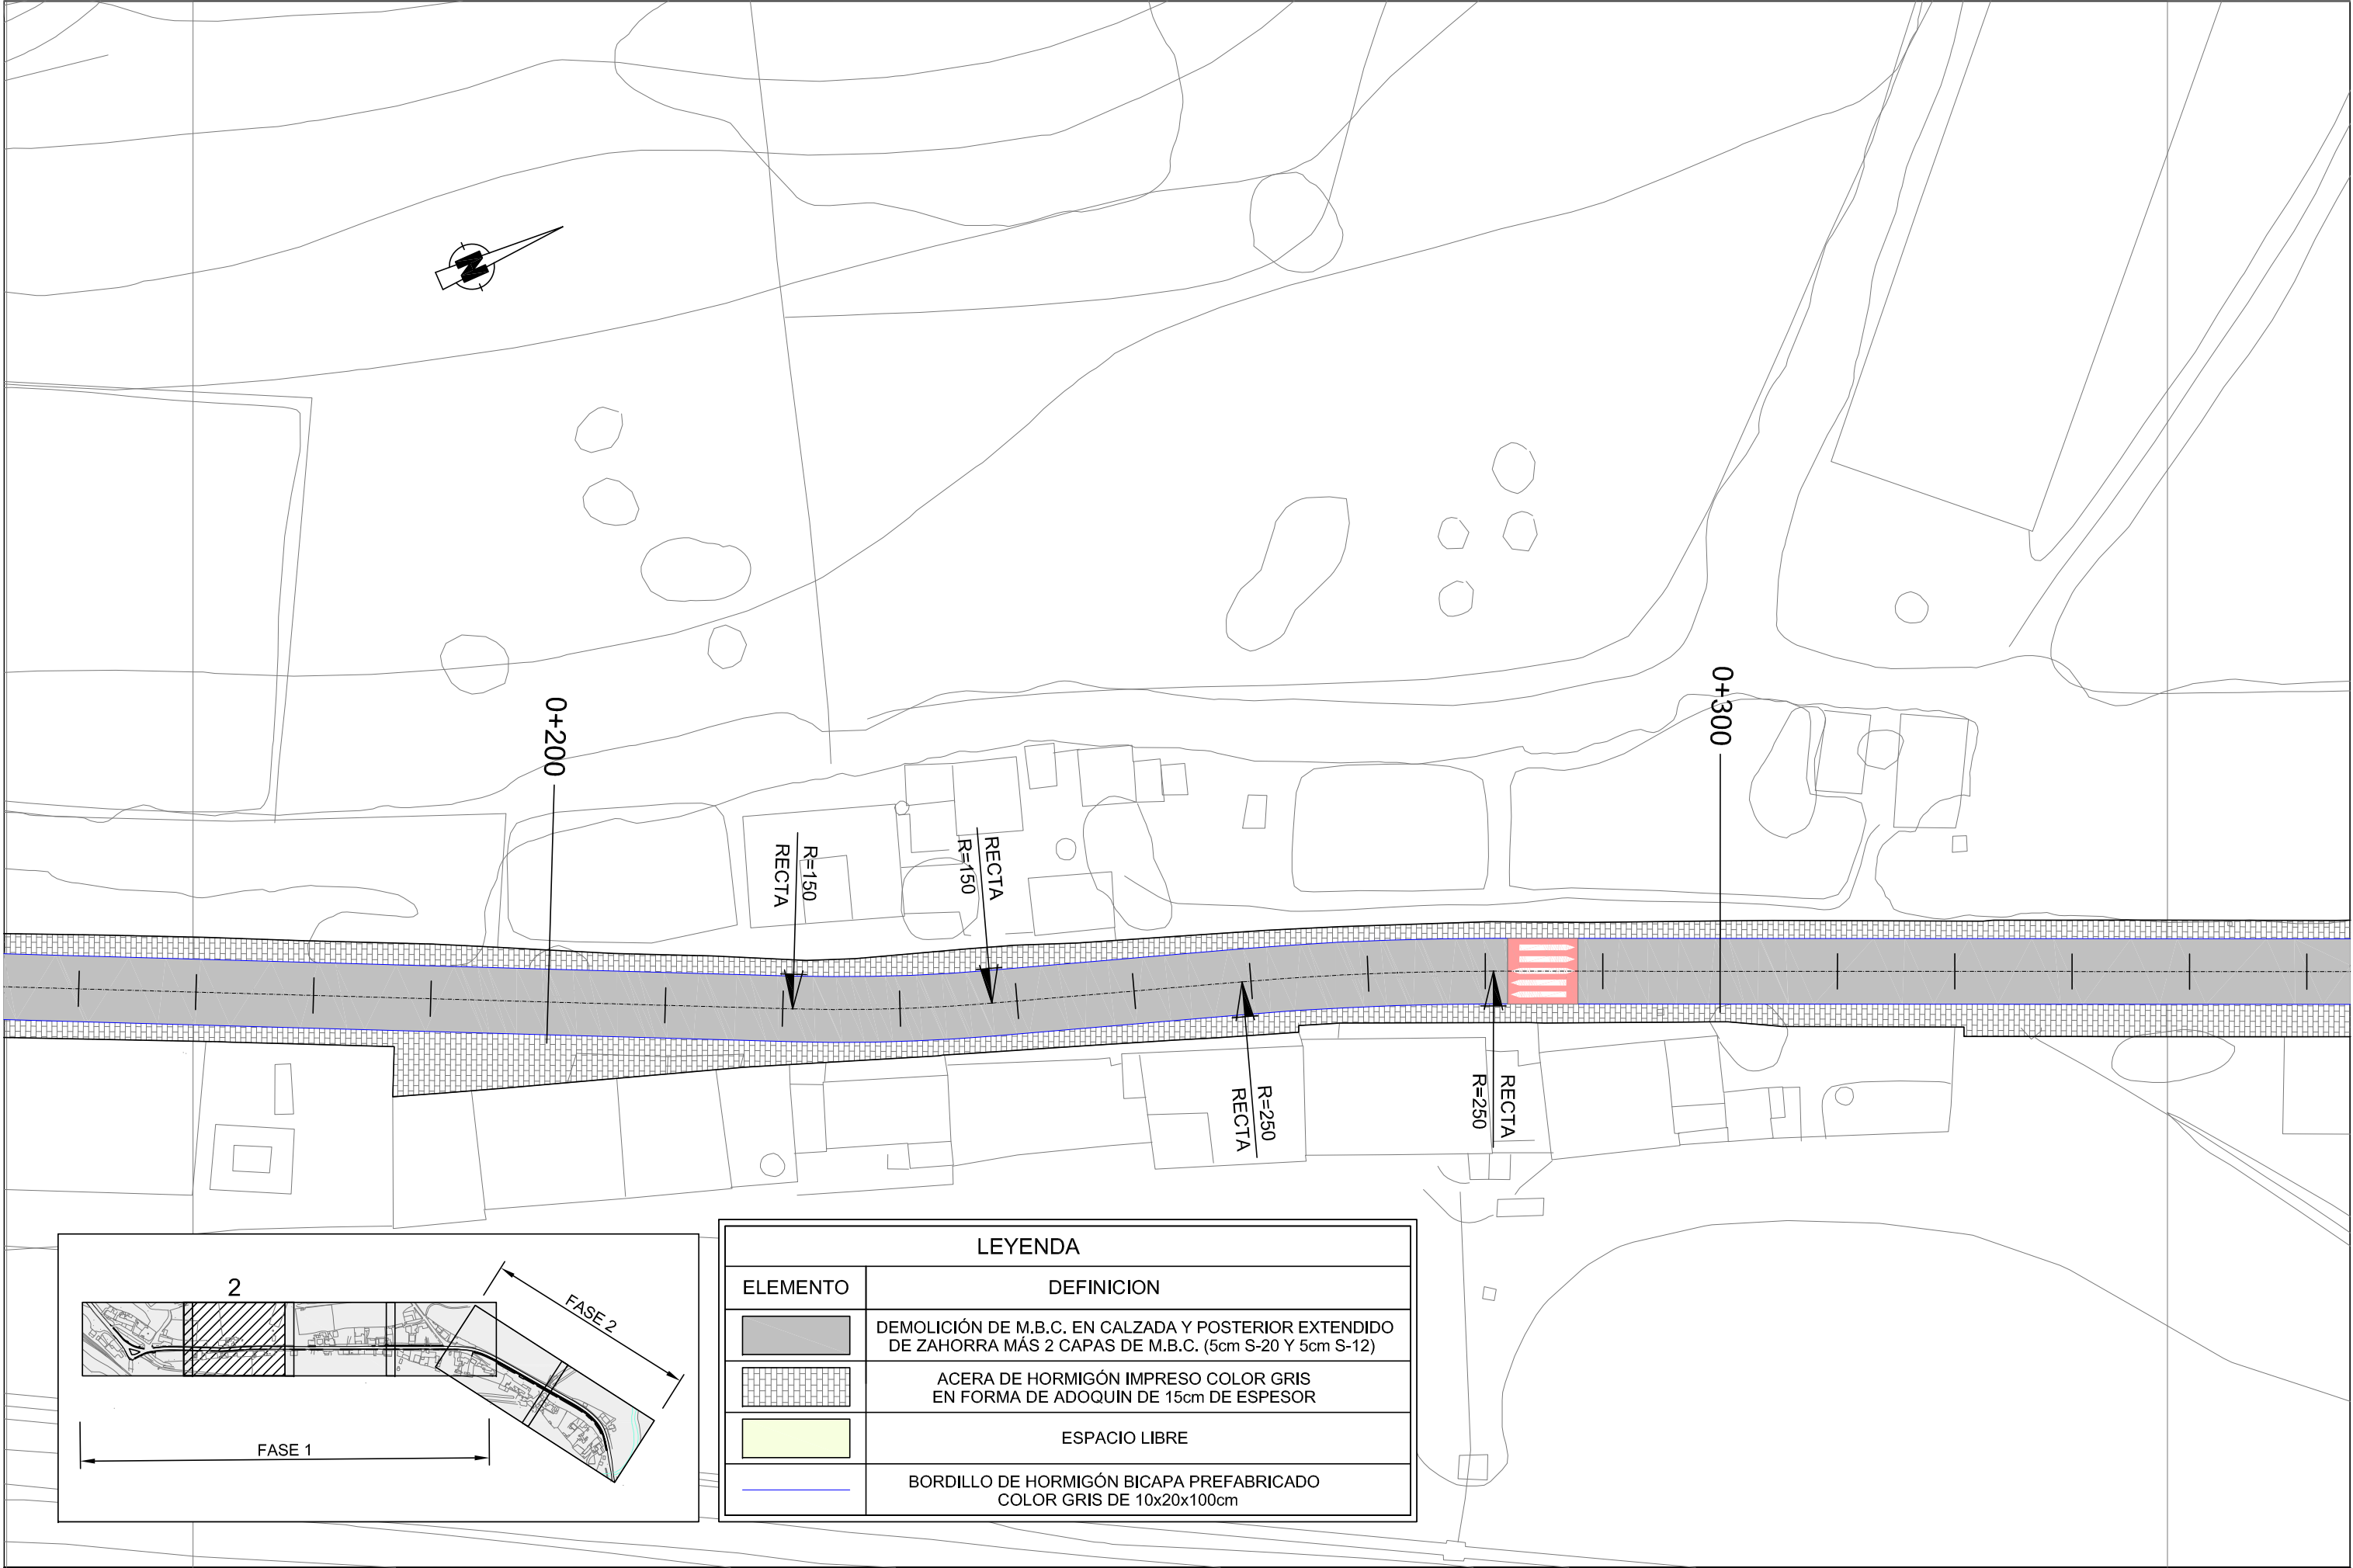 N
0+200
0+300
RECTA
R=150
R=150
RECTA
RECTA
R=250
R=250
RECTA
2
FASE 2
FASE 1
LEYENDA
ELEMENTO
DEFINICION
DEMOLICIÓN DE M.B.C. EN CALZADA Y POSTERIOR EXTENDIDO
DE ZAHORRA MÁS 2 CAPAS DE M.B.C. (5cm S-20 Y 5cm S-12)
ACERA DE HORMIGÓN IMPRESO COLOR GRIS
EN FORMA DE ADOQUIN DE 15cm DE ESPESOR
ESPACIO LIBRE
BORDILLO DE HORMIGÓN BICAPA PREFABRICADO
COLOR GRIS DE 10x20x100cm